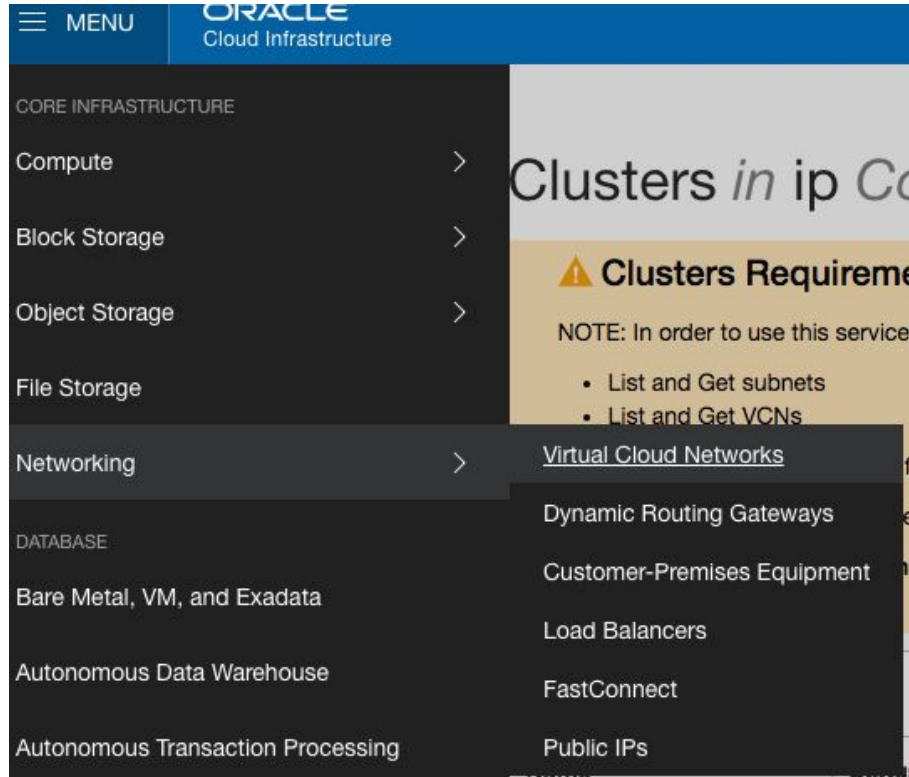 MENU
ORACLE
Cloud Infrastructure
CORE INFRASTRUCTURE
Compute
Block Storage
Object Storage
File Storage
Networking
DATABASE
Bare Metal, VM, and Exadata
Autonomous Data Warehouse
Autonomous Transaction Processing
Clusters in ip
Clusters
NOTE: In order to use this service
List and Get subnets
List and Get VCNs
Virtual Cloud Networks
Dynamic Routing Gateways
Customer-Premises Equipment
Load Balancers
FastConnect
Public IPs